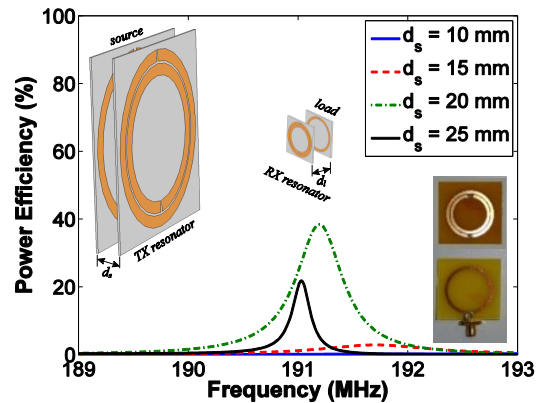 Power Efficiency (%)
100
80
60
40
20
0
189
190
191
192
193
Frequency (MHz)
d_s = 10 mm
d_s = 15 mm
d_s = 20 mm
d_s = 25 mm
source
TX resonator
d_s
load
RX resonator
d_l